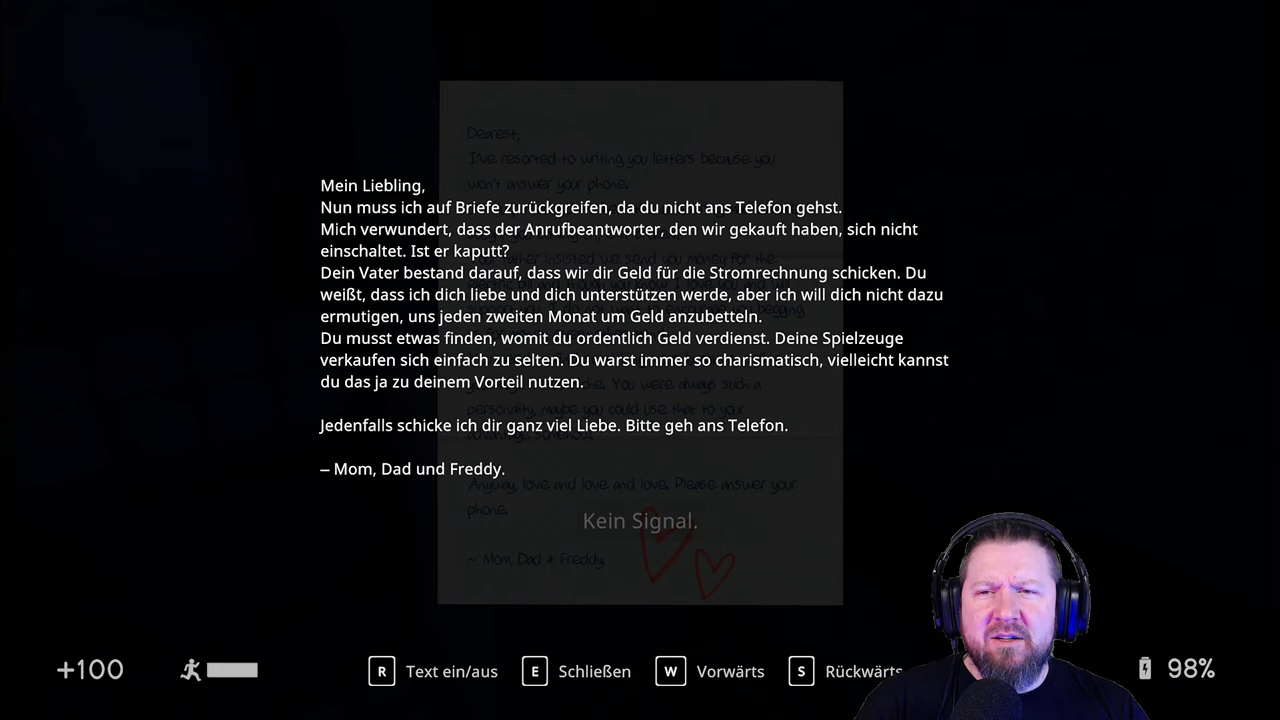 Dearest,
I've resorted to writing you letters because you
won't answer your phone.
Mein Liebling,
Nun muss ich auf Briefe zurückgreifen, da du nicht ans Telefon gehst.
Mich verwundert, dass der Anrufbeantworter, den wir gekauft haben, sich nicht
einschaltet. Ist er kaputt?
Dein Vater bestand darauf, dass wir dir Geld für die Stromrechnung schicken. Du
weißt, dass ich dich liebe und dich unterstützen werde, aber ich will dich nicht dazu
ermutigen, uns jeden zweiten Monat um Geld anzubetteln.
Du musst etwas finden, womit du ordentlich Geld verdienst. Deine Spielzeuge
verkaufen sich einfach zu selten. Du warst immer so charismatisch, vielleicht kannst
du das ja zu deinem Vorteil nutzen.
You were always such a
personality, maybe you could use that to your
Jedenfalls schicke ich dir ganz viel Liebe. Bitte geh ans Telefon.
– Mom, Dad und Freddy.
Anyway, love and love and love. Please answer your
phone.
Kein Signal.
~ Mom, Dad & Freddy
+100
R Text ein/aus E Schließen W Vorwärts S Rückwärts
98%